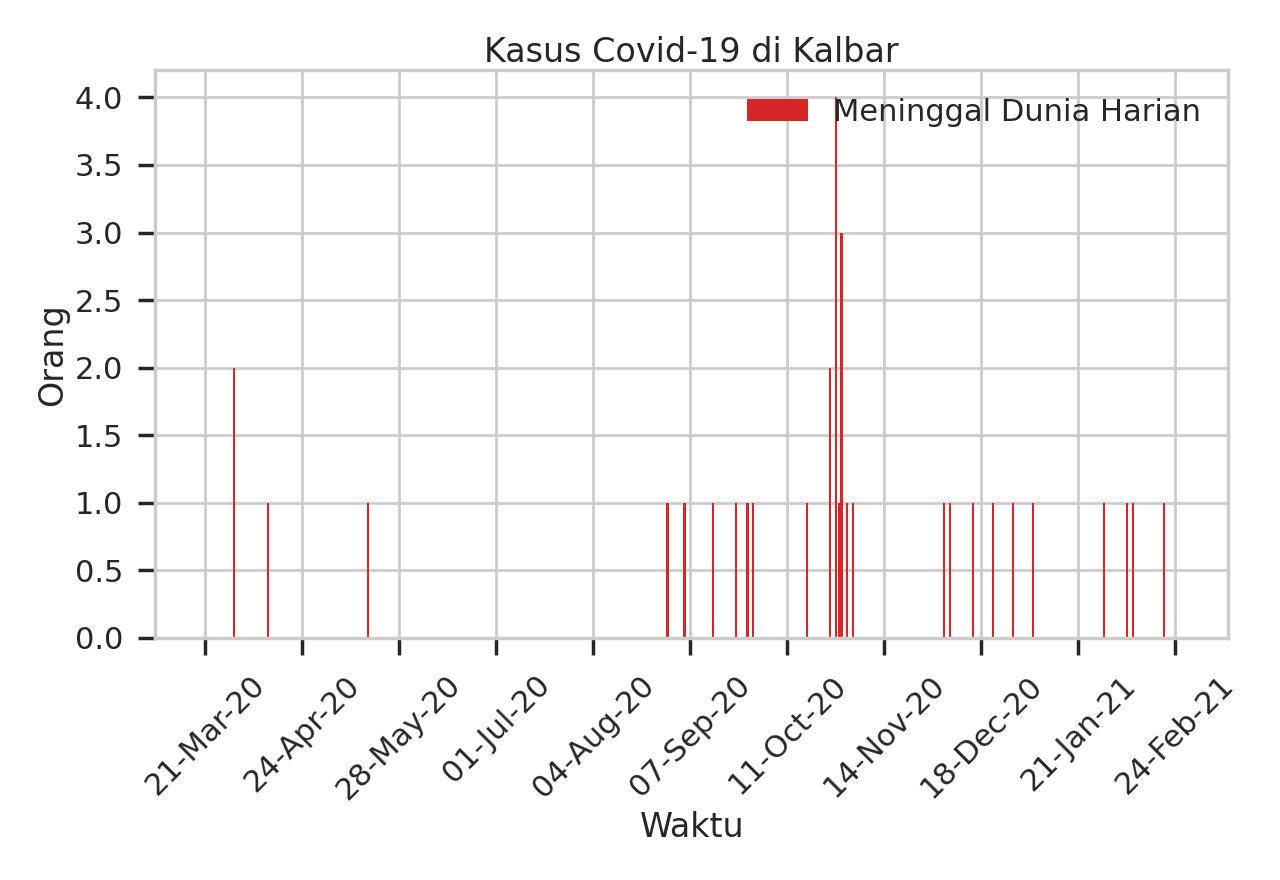 Kasus Covid-19 di Kalbar
Meninggal Dunia Harian
4.0
3.5
3.0
2.5
2.0
1.5
1.0
0.5
0.0
Orang
21-Mar-20
24-Apr-20
28-May-20
01-Jul-20
04-Aug-20
07-Sep-20
11-Oct-20
14-Nov-20
18-Dec-20
21-Jan-21
24-Feb-21
Waktu